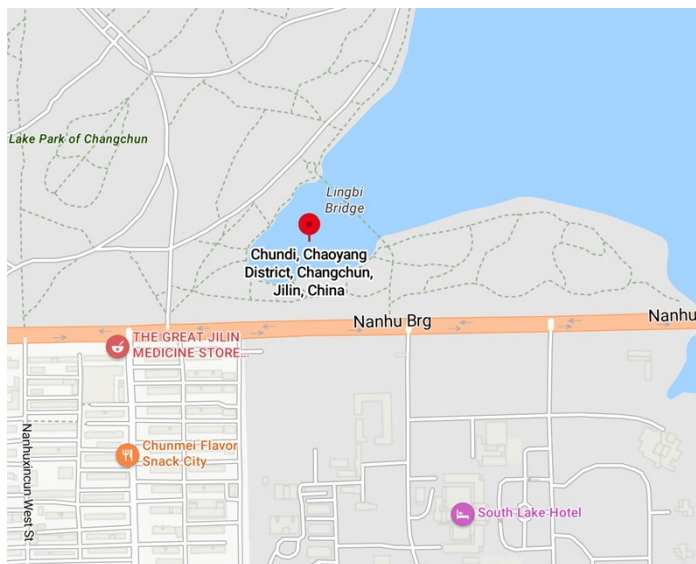 Lake Park of Changchun
Lingbi
Bridge
Chundi, Chaoyang
District, Changchun,
Jilin, China
Nanhu Brg
Nanhu
THE GREAT JILIN
MEDICINE STORE...
Chunmei Flavor
Snack City
Nanhuxincun West St
South Lake Hotel